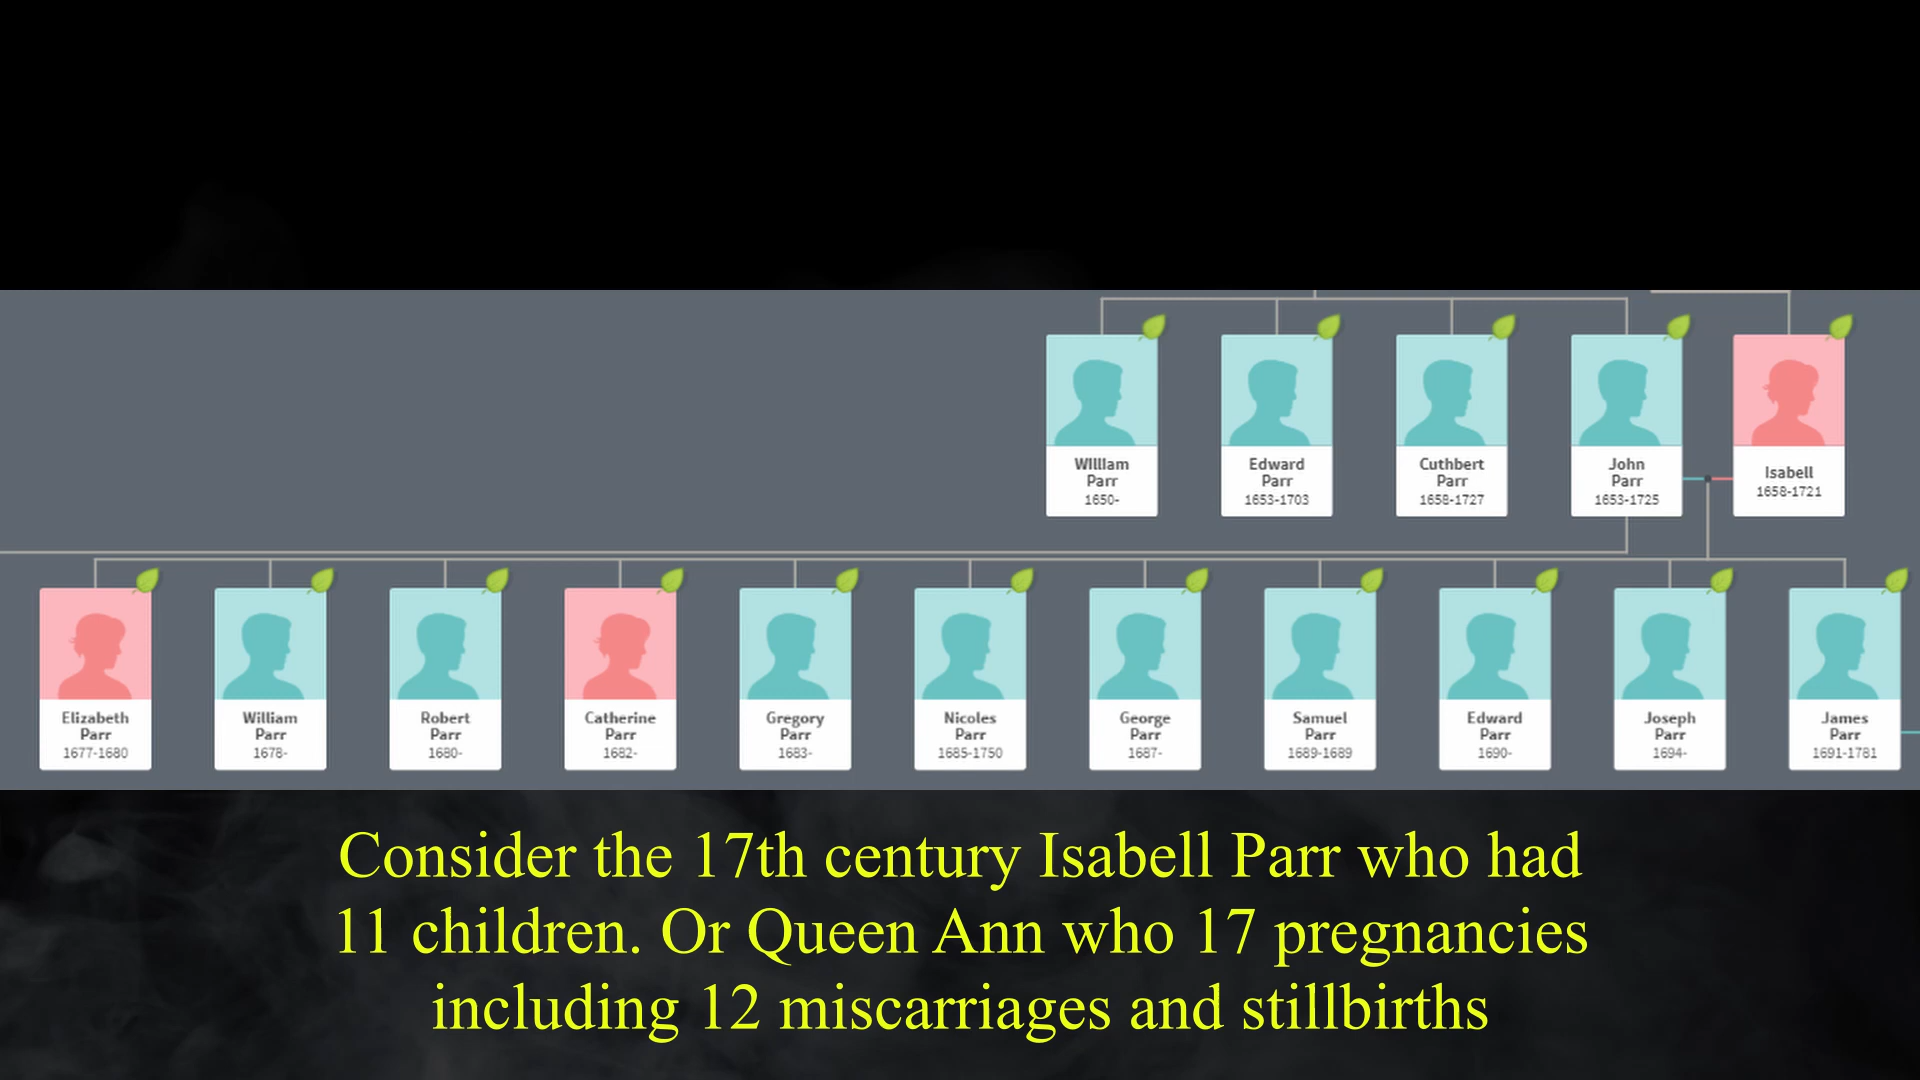 WIlliam
Parr
1650-
Edward
Parr
1653-1703
Cuthbert
Parr
1658-1727
John
Parr
1653-1725
Isabell
1658-1721
Elizabeth
Parr
1677-1680
William
Parr
1678-
Robert
Parr
1680-
Catherine
Parr
1682-
Gregory
Parr
1683-
Nicoles
Parr
1685-1750
George
Parr
1687-
Samuel
Parr
1689-1689
Edward
Parr
1690-
Joseph
Parr
1694-
James
Parr
1691-1781
Consider the 17th century Isabell Parr who had
11 children. Or Queen Ann who 17 pregnancies
including 12 miscarriages and stillbirths